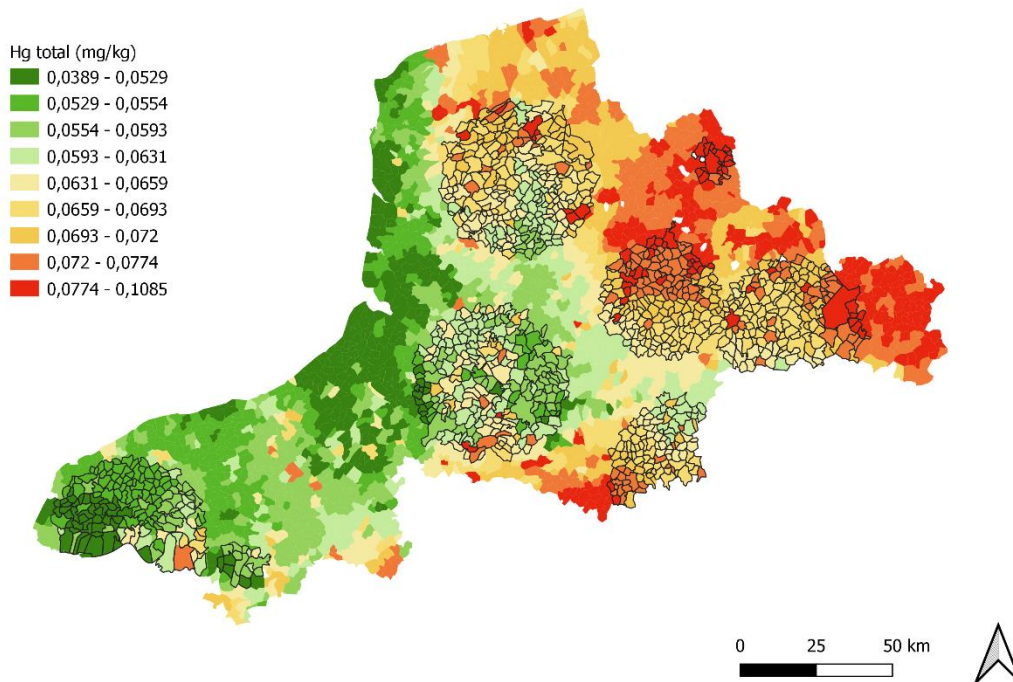 Hg total (mg/kg)
0,0389 - 0,0529
0,0529 - 0,0554
0,0554 - 0,0593
0,0593 - 0,0631
0,0631 - 0,0659
0,0659 - 0,0693
0,0693 - 0,072
0,072 - 0,0774
0,0774 - 0,1085
0 25 50 km